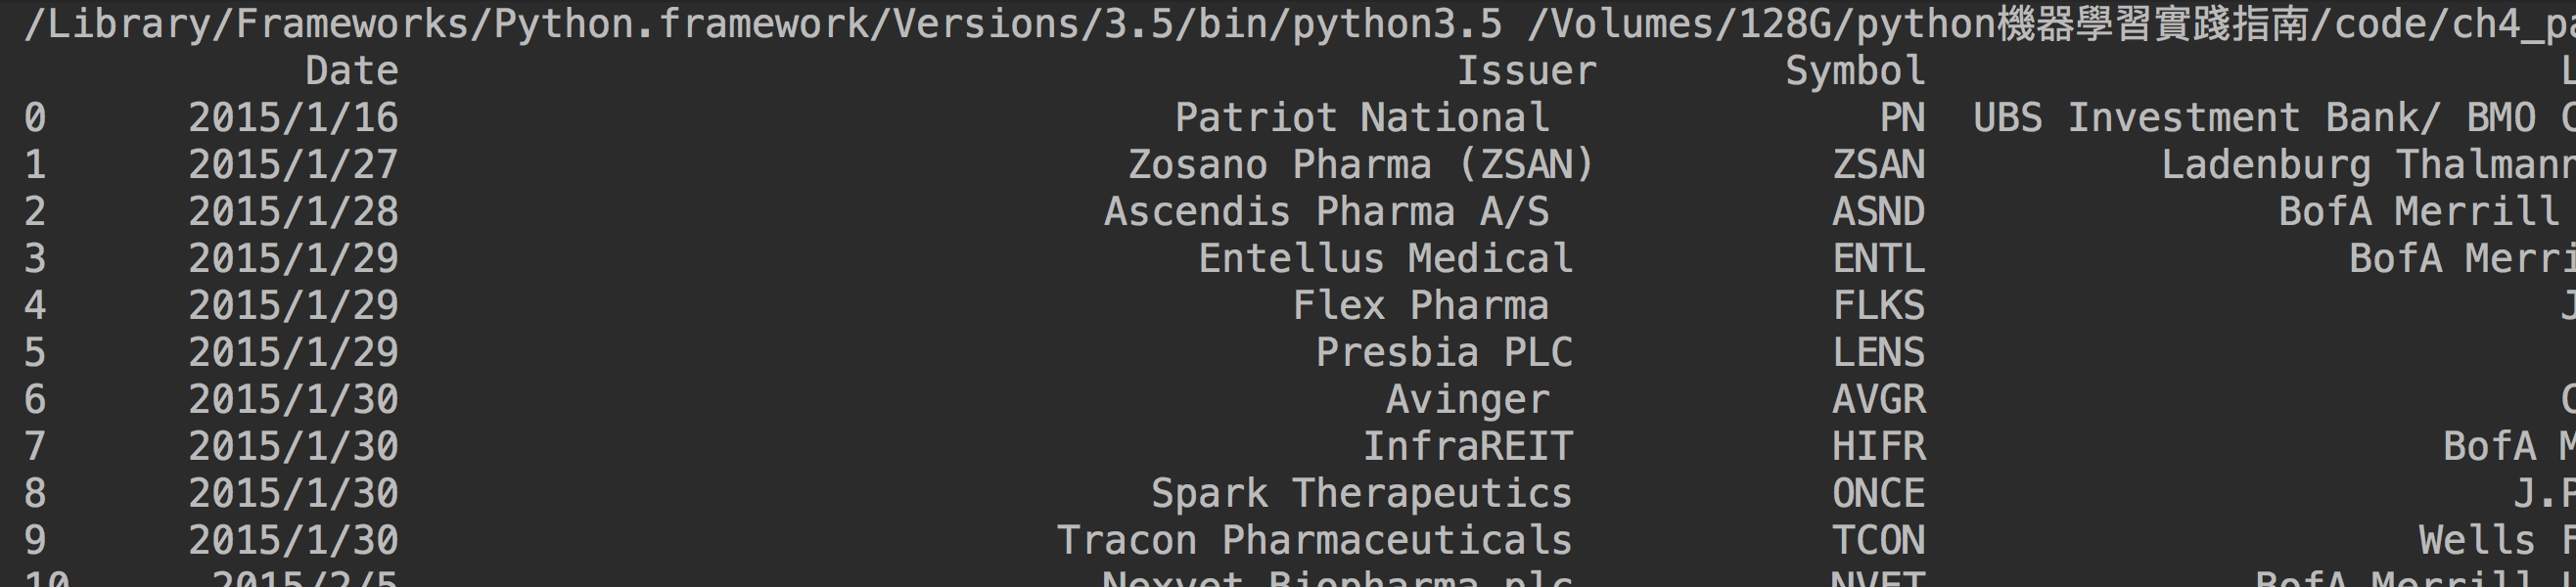 /Library/Frameworks/Python.framework/Versions/3.5/bin/python3.5 /Volumes/128G/python機器學習實踐指南/code/ch4_pa
Date Issuer Symbol L
0 2015/1/16 Patriot National PN UBS Investment Bank/ BMO C
1 2015/1/27 Zosano Pharma (ZSAN) ZSAN Ladenburg Thalmann
2 2015/1/28 Ascendis Pharma A/S ASND BofA Merrill
3 2015/1/29 Entellus Medical ENTL BofA Merri
4 2015/1/29 Flex Pharma FLKS J
5 2015/1/29 Presbia PLC LENS
6 2015/1/30 Avinger AVGR C
7 2015/1/30 InfraREIT HIFR BofA M
8 2015/1/30 Spark Therapeutics ONCE J.P
9 2015/1/30 Tracon Pharmaceuticals TCON Wells F
10 2015/2/5 Nexvet Biopharma plc NVET BofA Merrill